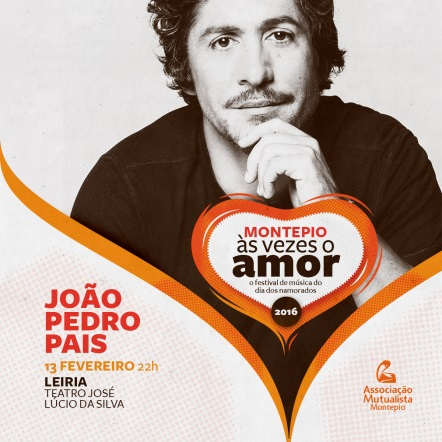 MONTEPIO
às vezes o
amor
o festival de música do
dia dos namorados
2016
JOÃO
PEDRO
PAIS
13 FEVEREIRO 22h
LEIRIA
TEATRO JOSÉ
LÚCIO DA SILVA
Associação
Mutualista
Montepio